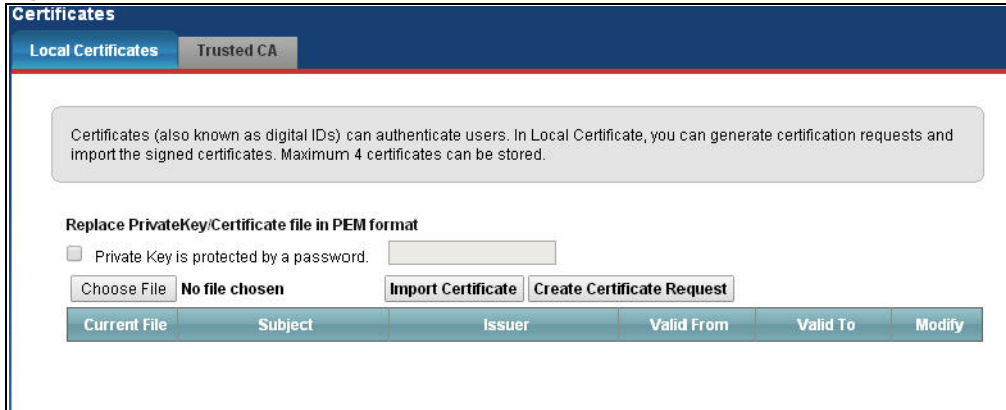 Certificates
Local Certificates Trusted CA
Certificates (also known as digital IDs) can authenticate users. In Local Certificate, you can generate certification requests and
import the signed certificates. Maximum 4 certificates can be stored.
Replace PrivateKey/Certificate file in PEM format
Private Key is protected by a password.
Choose File No file chosen Import Certificate Create Certificate Request
Current File Subject Issuer Valid From Valid To Modify